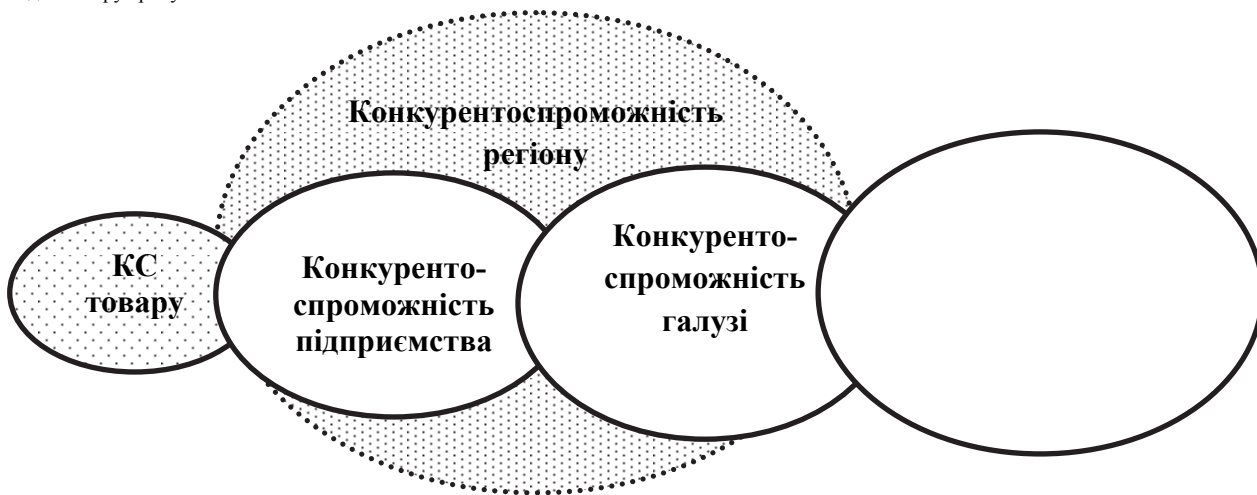 Конкурентоспроможність
регіону
КС
товару
Конкуренто-
спроможність
підприємства
Конкуренто-
спроможність
галузі